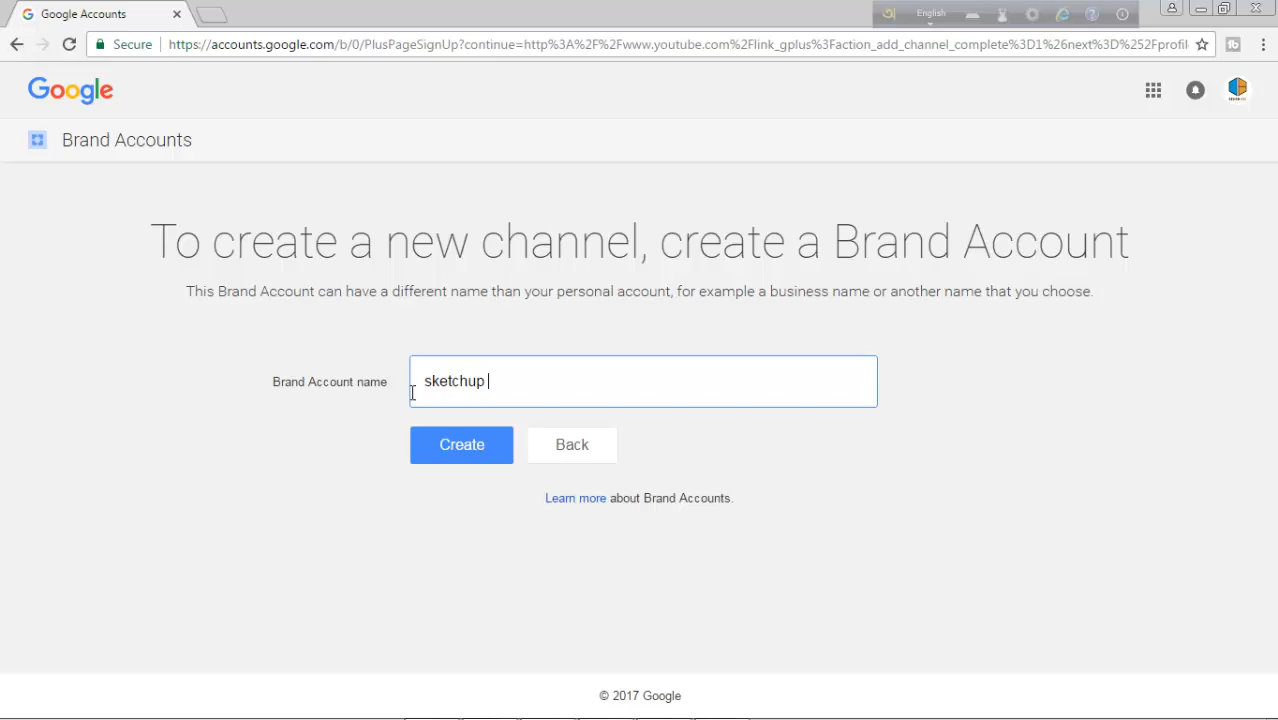 Google Accounts
English
Secure https://accounts.google.com/b/0/PlusPageSignUp?continue=http%3A%2F%2Fwww.youtube.com%2Flink_gplus%3Faction_add_channel_complete%3D1%26next%3D%252Fprofil
Google
Brand Accounts
To create a new channel, create a Brand Account
This Brand Account can have a different name than your personal account, for example a business name or another name that you choose.
Brand Account name sketchup
Create Back
Learn more about Brand Accounts.
© 2017 Google